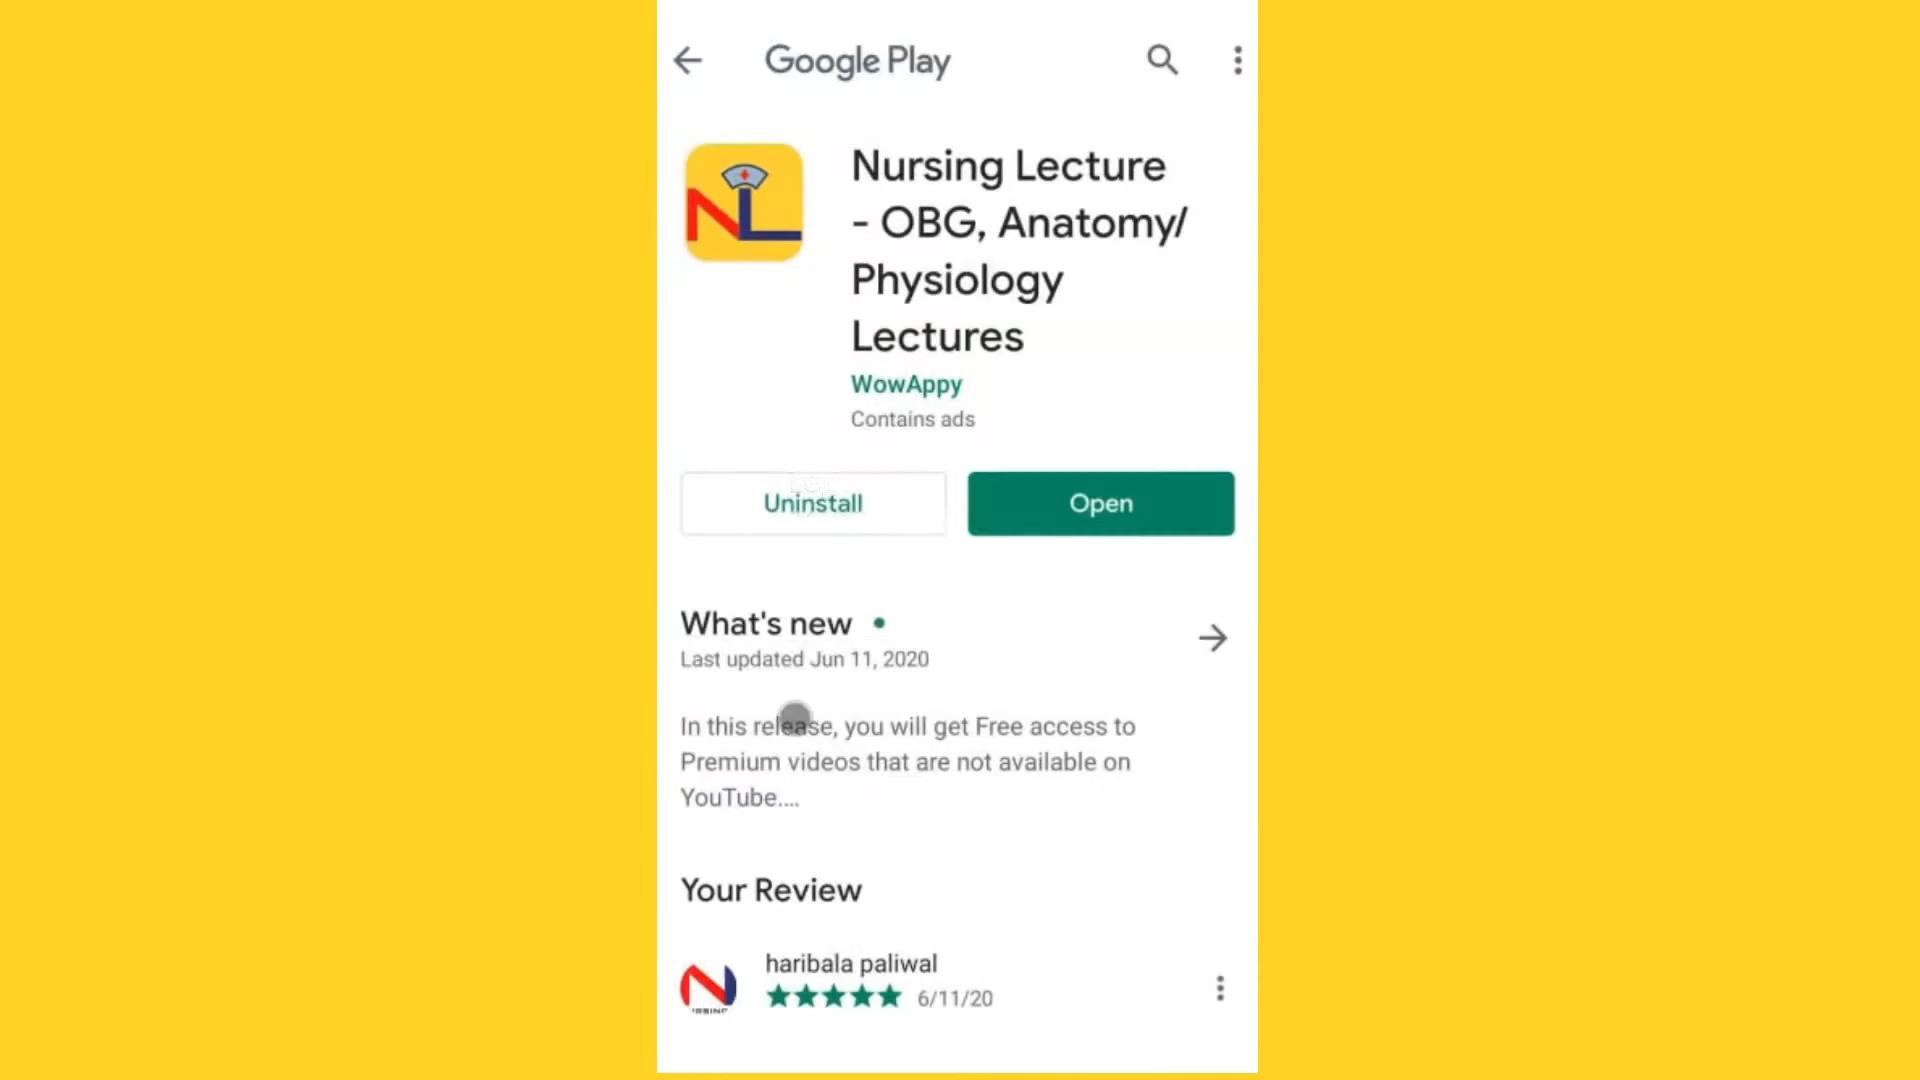 Google Play
NL
Nursing Lecture
- OBG, Anatomy/
Physiology
Lectures
WowAppy
Contains ads
Uninstall
Open
What's new
Last updated Jun 11, 2020
In this release, you will get Free access to
Premium videos that are not available on
YouTube....
Your Review
haribala paliwal
6/11/20